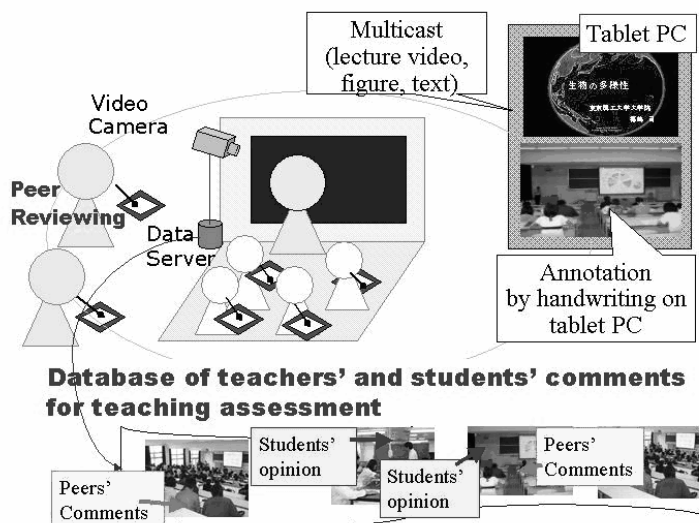 Multicast
(lecture video,
figure, text)
Tablet PC
生物の多様性
Video
Camera
Peer
Reviewing
Data
Server
Annotation
by handwriting on
tablet PC
Database of teachers’ and students’ comments
for teaching assessment
Peers’
Comments
Students’
opinion
Students’
opinion
Peers’
Comments